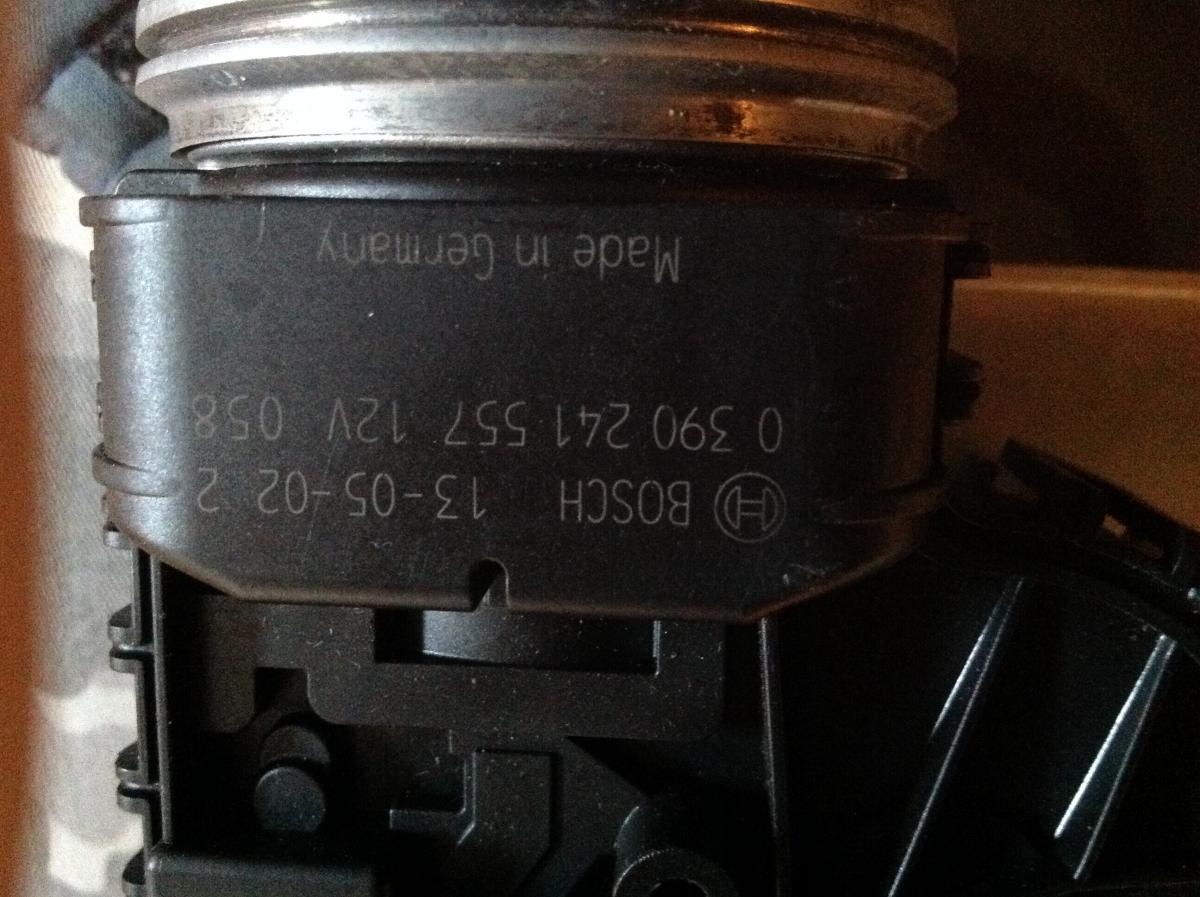 BOSCH 13-05-02 2
0 390 241 557 12V 058
Made in Germany